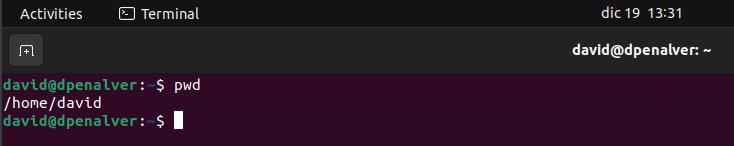 Activities
Terminal
dic 19 13:31
david@dpenalver: ~
david@dpenalver:~$ pwd
/home/david
david@dpenalver:~$